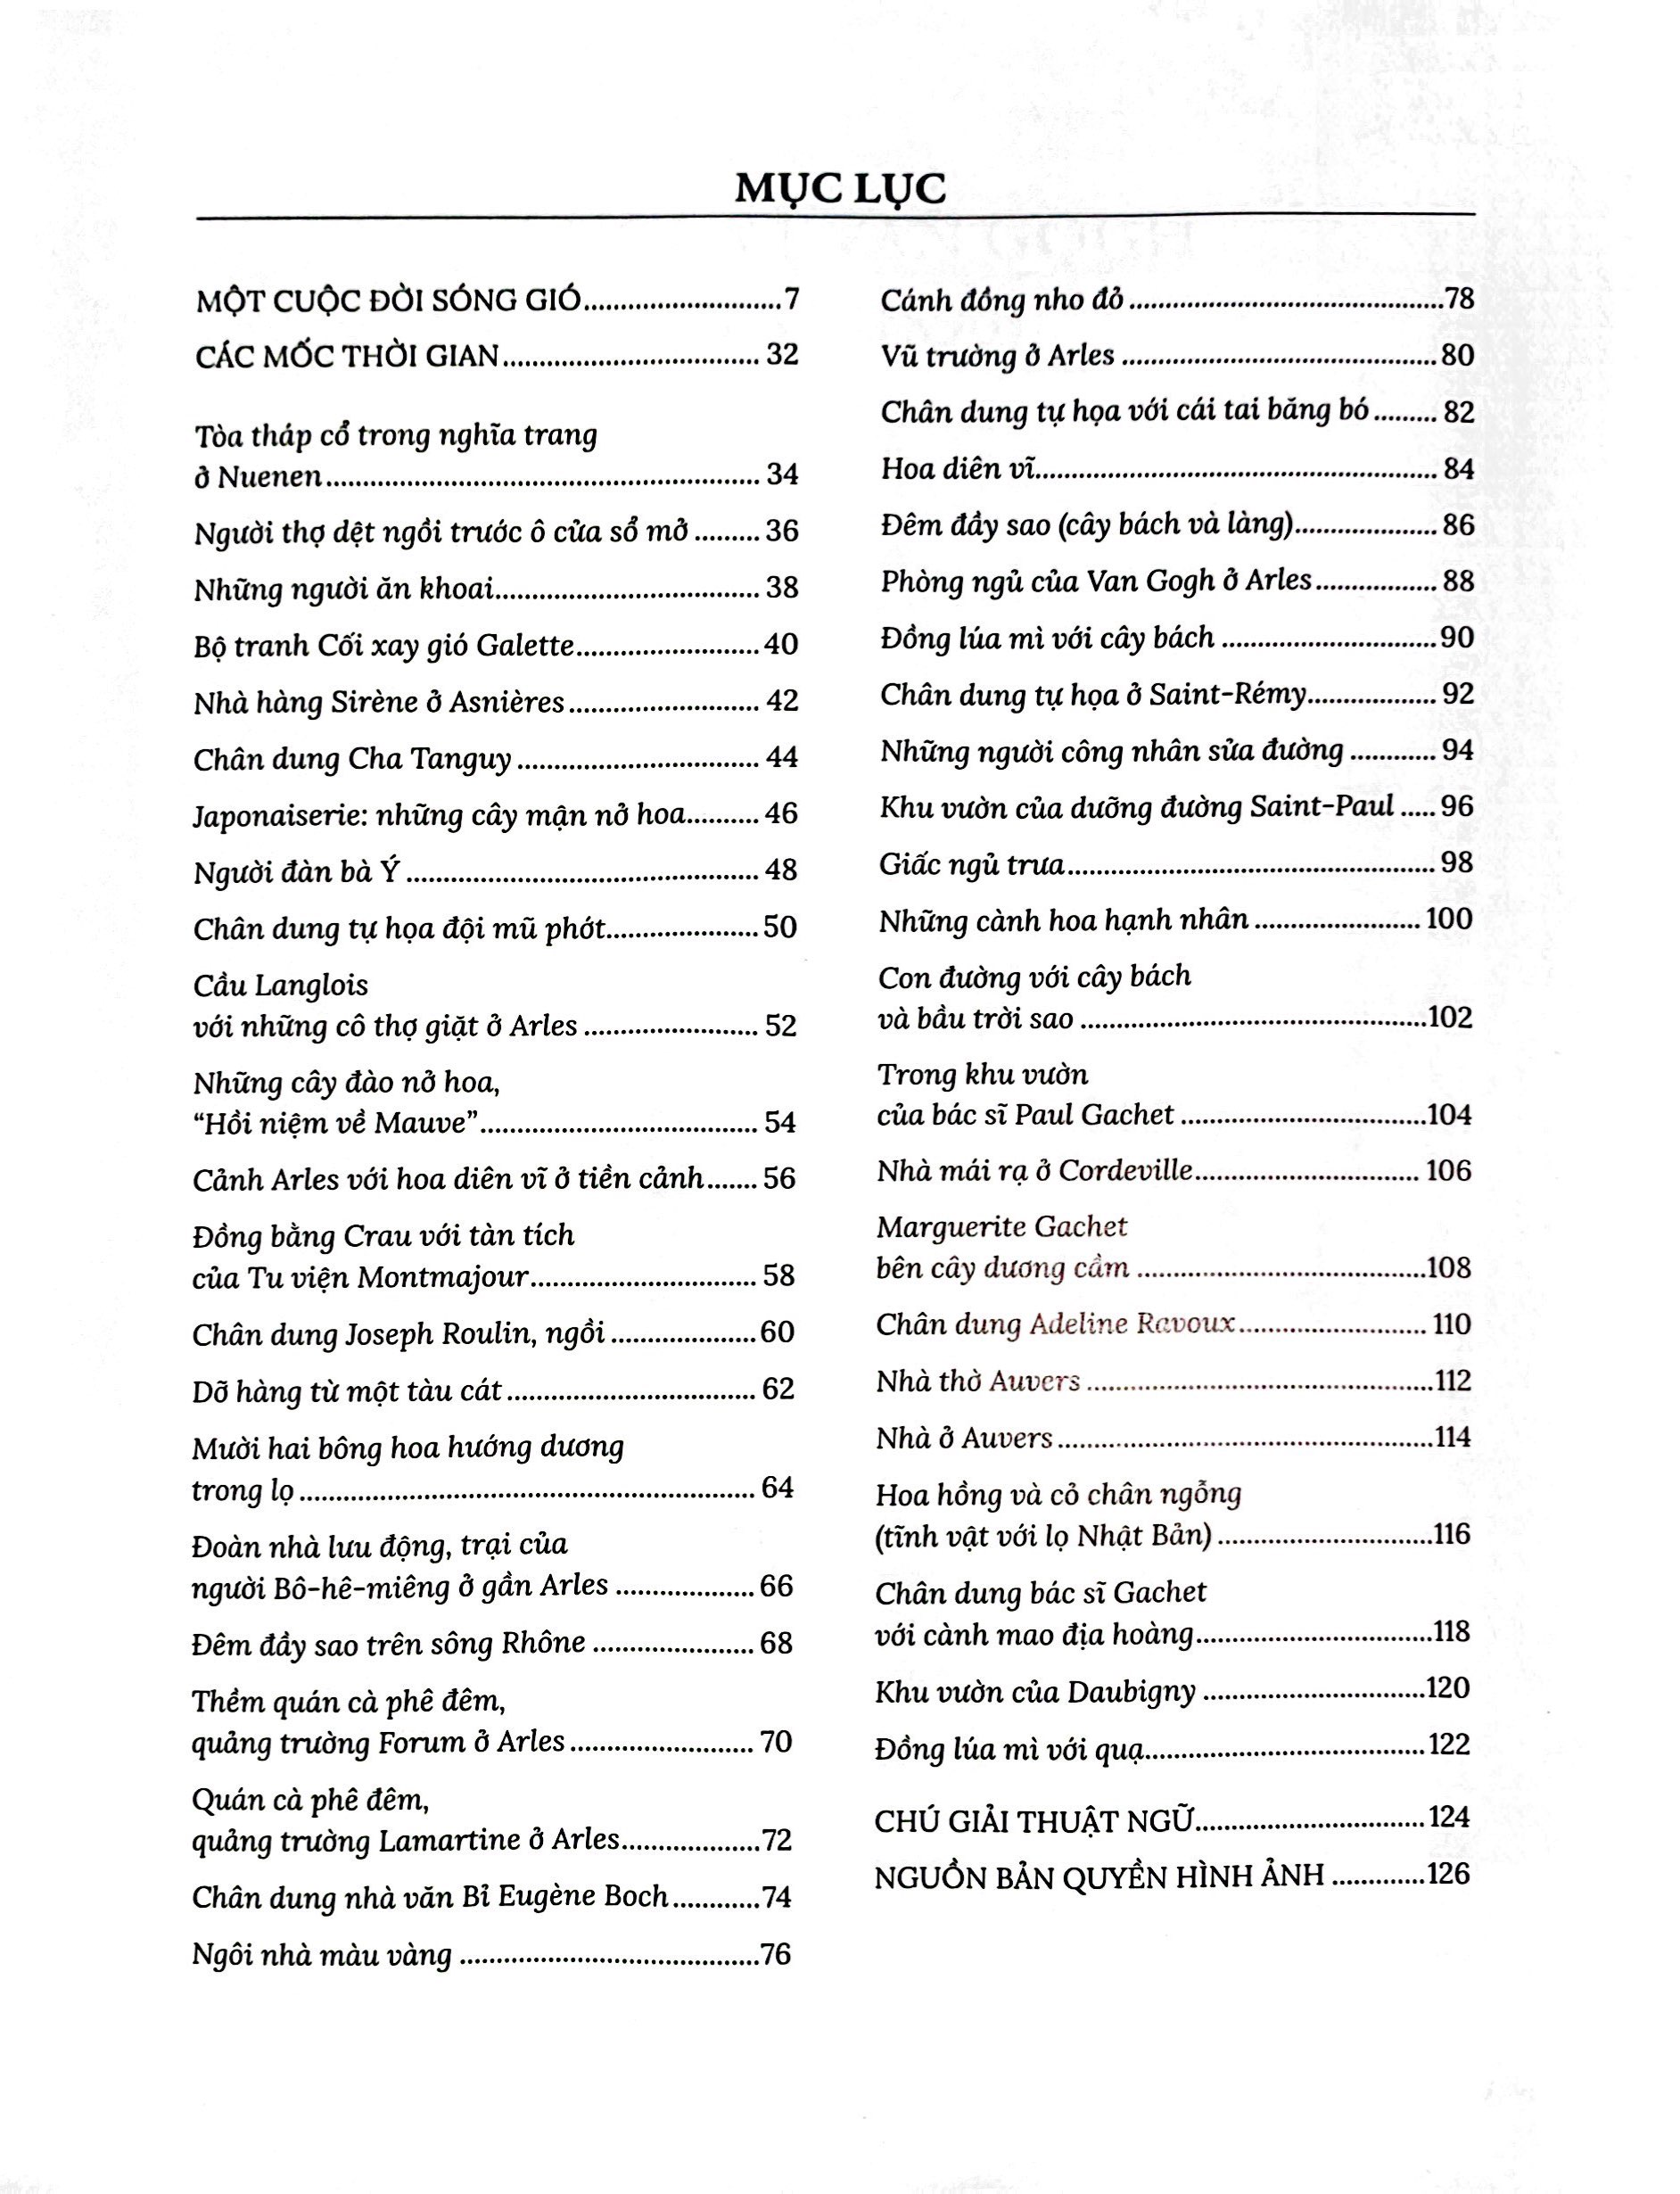 MỤC LỤC
MỘT CUỘC ĐỜI SÓNG GIÓ..........................7
CÁC MỐC THỜI GIAN.................................. 32
Tòa tháp cổ trong nghĩa trang
ở Nuenen.......................................................... 34
Người thợ dệt ngồi trước ô cửa sổ mở ......... 36
Những người ăn khoai................................... 38
Bộ tranh Cối xay gió Galette........................ 40
Nhà hàng Sirène ở Asnières......................... 42
Chân dung Cha Tanguy ................................ 44
Japonaiserie: những cây mận nở hoa.......... 46
Người đàn bà Ý ............................................... 48
Chân dung tự họa đội mũ phớt.................... 50
Cầu Langlois
với những cô thợ giặt ở Arles ....................... 52
Những cây đào nở hoa,
“Hồi niệm về Mauve”..................................... 54
Cảnh Arles với hoa diên vĩ ở tiền cảnh....... 56
Đồng bằng Crau với tàn tích
của Tu viện Montmajour.............................. 58
Chân dung Joseph Roulin, ngồi ................... 60
Dỡ hàng từ một tàu cát ................................. 62
Mười hai bông hoa hướng dương
trong lọ ............................................................. 64
Đoàn nhà lưu động, trại của
người Bô-hê-miêng ở gần Arles ................... 66
Đêm đầy sao trên sông Rhône ..................... 68
Thềm quán cà phê đêm,
quảng trường Forum ở Arles ........................ 70
Quán cà phê đêm,
quảng trường Lamartine ở Arles...................72
Chân dung nhà văn Bỉ Eugène Boch............74
Ngôi nhà màu vàng ........................................76
Cánh đồng nho đỏ ..........................................78
Vũ trường ở Arles .......................................... 80
Chân dung tự họa với cái tai băng bó ......... 82
Hoa diên vĩ...................................................... 84
Đêm đầy sao (cây bách và làng)................... 86
Phòng ngủ của Van Gogh ở Arles ................ 88
Đồng lúa mì với cây bách ............................. 90
Chân dung tự họa ở Saint-Rémy................. 92
Những người công nhân sửa đường ............ 94
Khu vườn của dưỡng đường Saint-Paul ..... 96
Giấc ngủ trưa................................................. 98
Những cành hoa hạnh nhân ...................... 100
Con đường với cây bách
và bầu trời sao ...............................................102
Trong khu vườn
của bác sĩ Paul Gachet .................................104
Nhà mái rạ ở Cordeville.............................. 106
Marguerite Gachet
bên cây dương cầm .......................................108
Chân dung Adeline Ravoux......................... 110
Nhà thờ Auvers ..............................................112
Nhà ở Auvers ..................................................114
Hoa hồng và cỏ chân ngỗng
(tĩnh vật với lọ Nhật Bản) .............................116
Chân dung bác sĩ Gachet
với cành mao địa hoàng................................118
Khu vườn của Daubigny ..............................120
Đồng lúa mì với quạ..................................... 122
CHÚ GIẢI THUẬT NGỮ.............................. 124
NGUỒN BẢN QUYỀN HÌNH ẢNH .............126